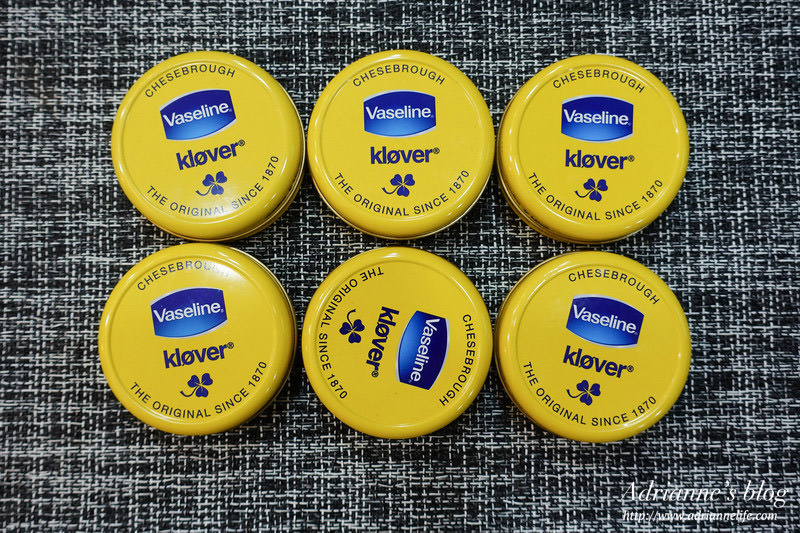 CHESEBROUGH
Vaseline.
kløver®
THE ORIGINAL SINCE 1870
CHESEBROUGH
Vaseline.
kløver®
THE ORIGINAL SINCE 1870
CHESEBROUGH
Vaseline.
kløver®
THE ORIGINAL SINCE 1870
CHESEBROUGH
Vaseline.
kløver®
THE ORIGINAL SINCE 1870
CHESEBROUGH
Vaseline.
kløver®
THE ORIGINAL SINCE 1870
CHESEBROUGH
Vaseline.
kløver®
THE ORIGINAL SINCE 1870
Adrianne's blog
http://www.adriannelife.com/